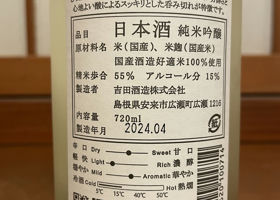 心地よい酸によるスッキリとした呑み切れが特徴です。
品目 日本酒 純米吟醸
原材料名 米(国産)、米麹(国産)
国産酒造好適米100%使用
精米歩合 55% アルコール分 15%
製造者 吉田酒造株式会社
島根県安来市広瀬町広瀬1216
720ml
製造年月 2024.04
辛口 Dry Sweet 甘口
軽快 Light Rich 濃醇
穏やか Mild Aromatic 華やか
冷酒 Cold Hot 熱燗
5℃ 15℃ 40℃ 50℃